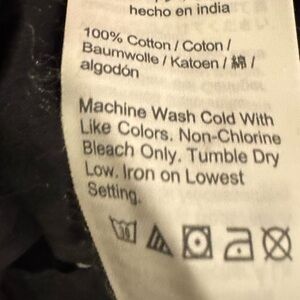 hecho en india
100% Cotton / Coton /
Baumwolle / Katoen / 綿 /
algodón
Machine Wash Cold With
Like Colors. Non-Chlorine
Bleach Only. Tumble Dry
Low. Iron on Lowest
Setting.